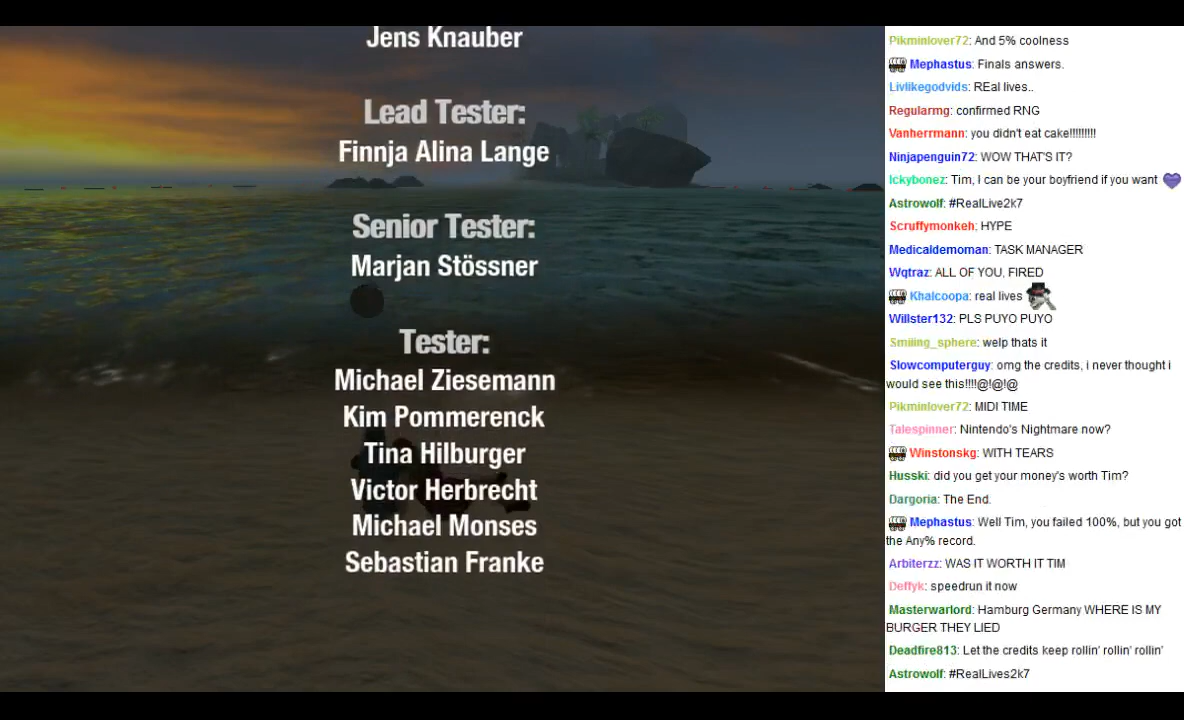 Jens Knauber
Lead Tester:
Finnja Alina Lange
Senior Tester:
Marjan Stössner
Tester:
Michael Ziesemann
Kim Pommerenck
Tina Hilburger
Victor Herbrecht
Michael Monses
Sebastian Franke
Pikminlover72: And 5% coolness
Mephastus: Finals answers.
Livlikegodvids: REal lives..
Regularmg: confirmed RNG
Vanherrmann: you didn't eat cake!!!!!!!!!
Ninjapenguin72: WOW THAT'S IT?
Ickybonez: Tim, I can be your boyfriend if you want
Astrowolf: #RealLive2k7
Scruffymonkeh: HYPE
Medicaldemoman: TASK MANAGER
Wqtraz: ALL OF YOU, FIRED
Khalcoopa: real lives
Willster132: PLS PUYO PUYO
Smiiing_sphere: welp thats it
Slowcomputerguy: omg the credits, i never thought i
would see this!!!!@!@!@
Pikminlover72: MIDI TIME
Talespinner: Nintendo's Nightmare now?
Winstonskg: WITH TEARS
Husski: did you get your money's worth Tim?
Dargoria: The End.
Mephastus: Well Tim, you failed 100%, but you got
the Any% record.
Arbiterzz: WAS IT WORTH IT TIM
Deffyk: speedrun it now
Masterwarlord: Hamburg Germany WHERE IS MY
BURGER THEY LIED
Deadfire813: Let the credits keep rollin' rollin' rollin'
Astrowolf: #RealLives2k7